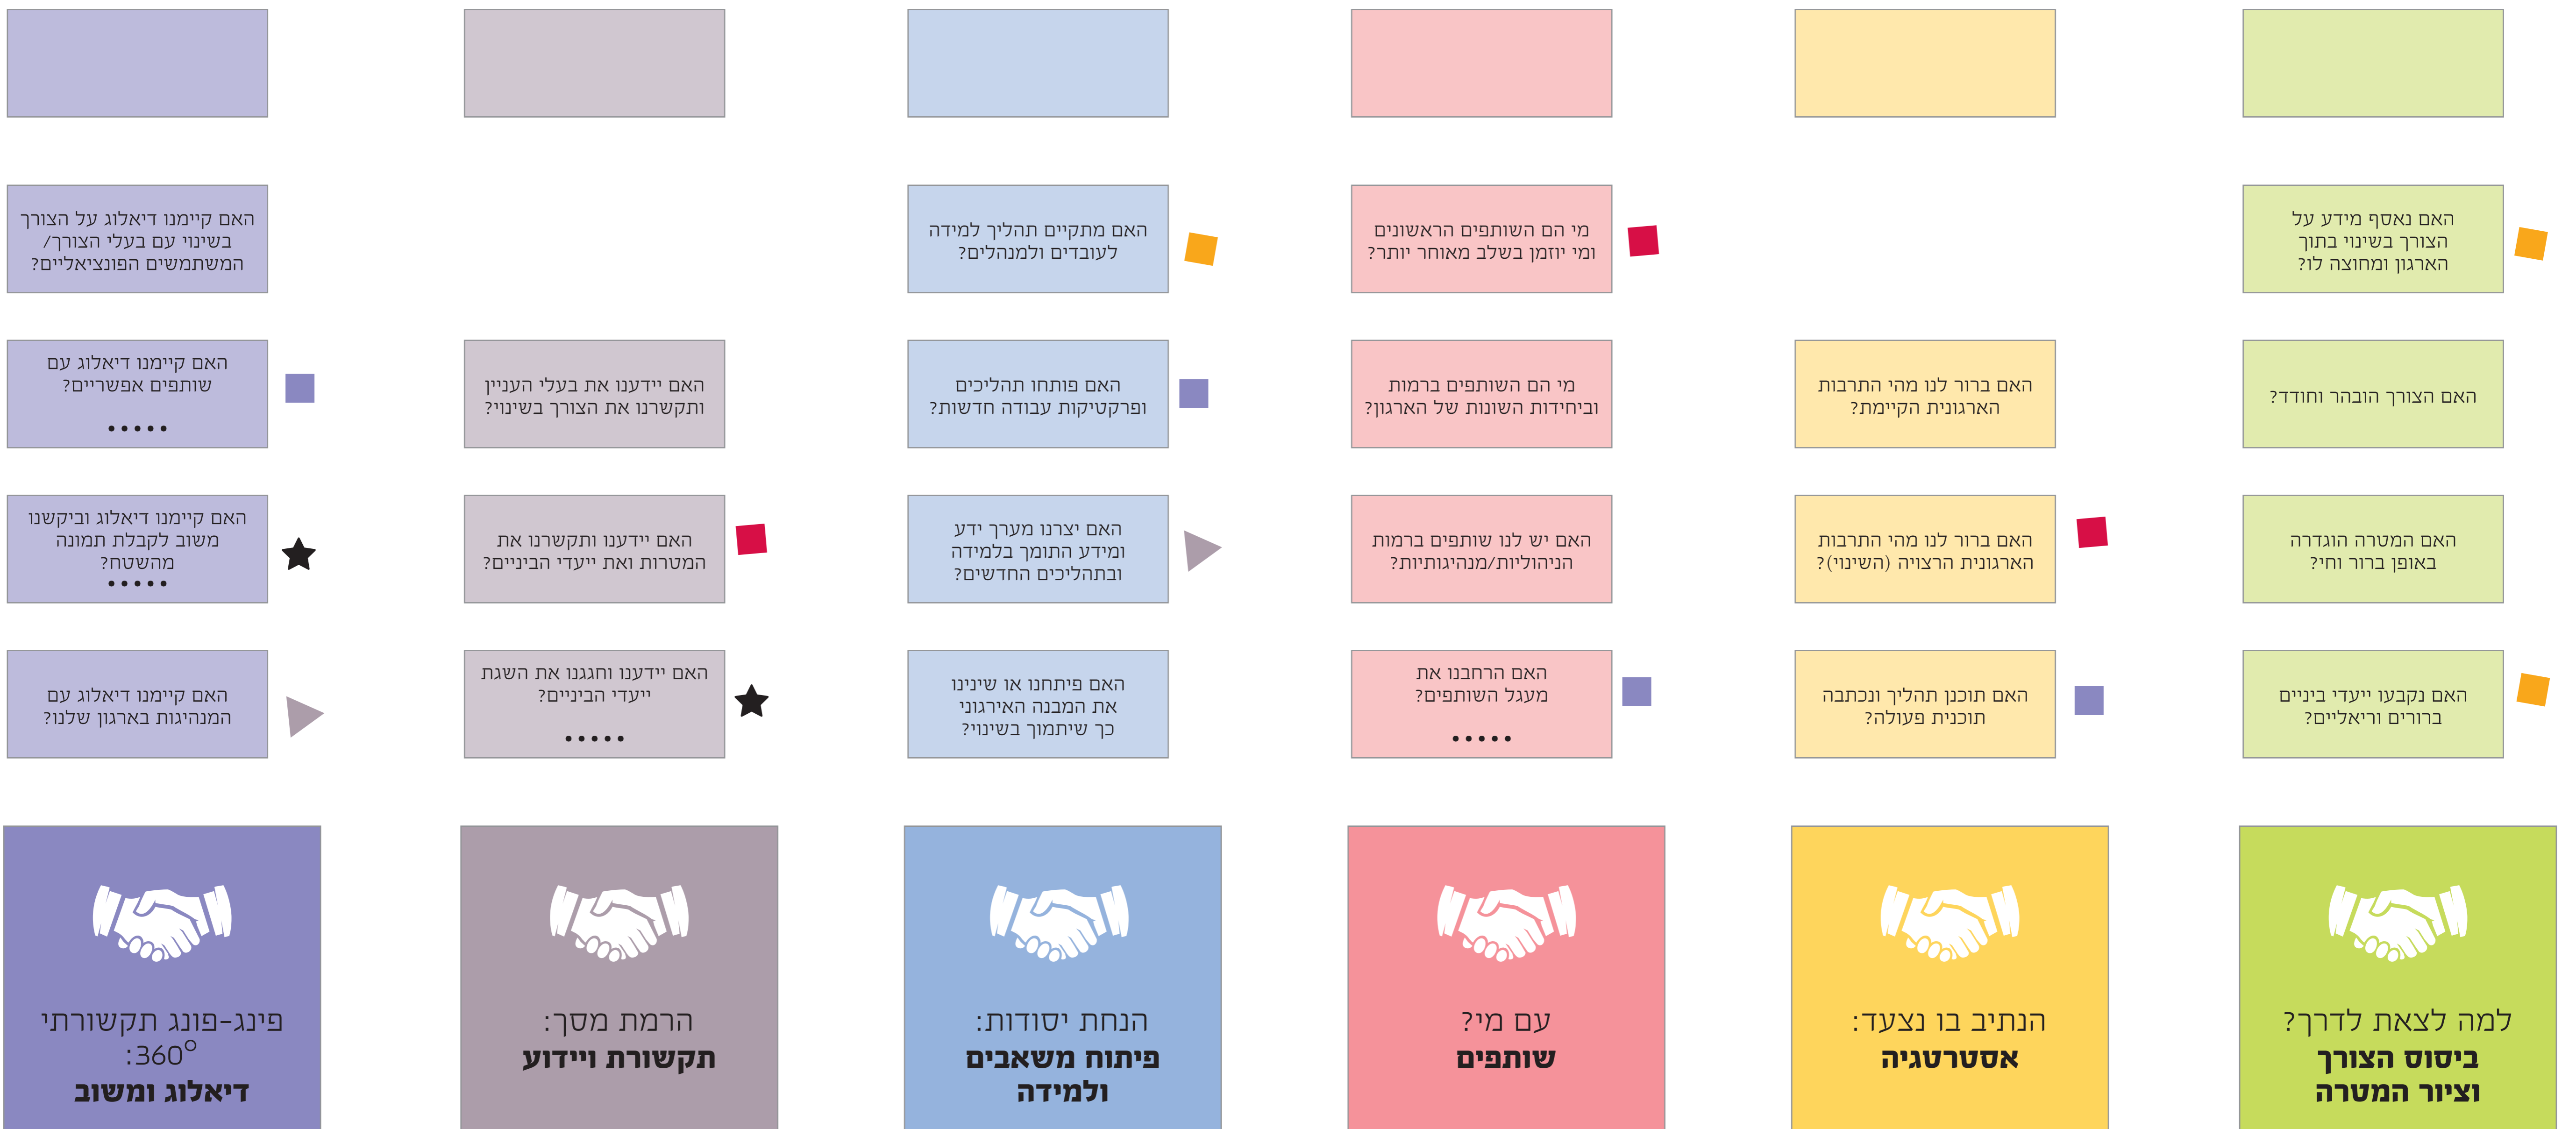 האם נאסף מידע על
הצורך בשינוי בתוך
הארגון ומחוצה לו?
האם הצורך הובהר וחודד?
האם המטרה הוגדרה
באופן ברור וחי?
האם נקבעו ייעדי ביניים
ברורים וריאליים?
למה לצאת לדרך?
ביסוס הצורך
וציור המטרה
האם ברור לנו מהי התרבות
הארגונית הקיימת?
האם ברור לנו מהי התרבות
הארגונית הרצויה (השינוי)?
האם תוכנן תהליך ונכתבה
תוכנית פעולה?
הנתיב בו נצעד:
אסטרטגיה
מי הם השותפים הראשונים
ומי יוזמן בשלב מאוחר יותר?
מי הם השותפים ברמות
וביחידות השונות של הארגון?
האם יש לנו שותפים ברמות
הניהוליות/מנהיגותיות?
האם הרחבנו את
מעגל השותפים?
•••••
עם מי?
שותפים
האם מתקיים תהליך למידה
לעובדים ולמנהלים?
האם פותחו תהליכים
ופרקטיקות עבודה חדשות?
האם יצרנו מערך ידע
ומידע התומך בלמידה
ובתהליכים החדשים?
האם פיתחנו או שינינו
את המבנה האירגוני
כך שיתמוך בשינוי?
הנחת יסודות:
פיתוח משאבים
ולמידה
האם יידענו את בעלי העניין
ותקשרנו את הצורך בשינוי?
האם יידענו ותקשרנו את
המטרות ואת ייעדי הביניים?
האם יידענו וחגגנו את השגת
ייעדי הביניים?
•••••
הרמת מסך:
תקשורת ויידוע
האם קיימנו דיאלוג על הצורך
בשינוי עם בעלי הצורך/
המשתמשים הפונציאליים?
האם קיימנו דיאלוג עם
שותפים אפשריים?
•••••
האם קיימנו דיאלוג וביקשנו
משוב לקבלת תמונה
מהשטח?
•••••
האם קיימנו דיאלוג עם
המנהיגות בארגון שלנו?
פינג-פונג תקשורתי
360°:
דיאלוג ומשוב